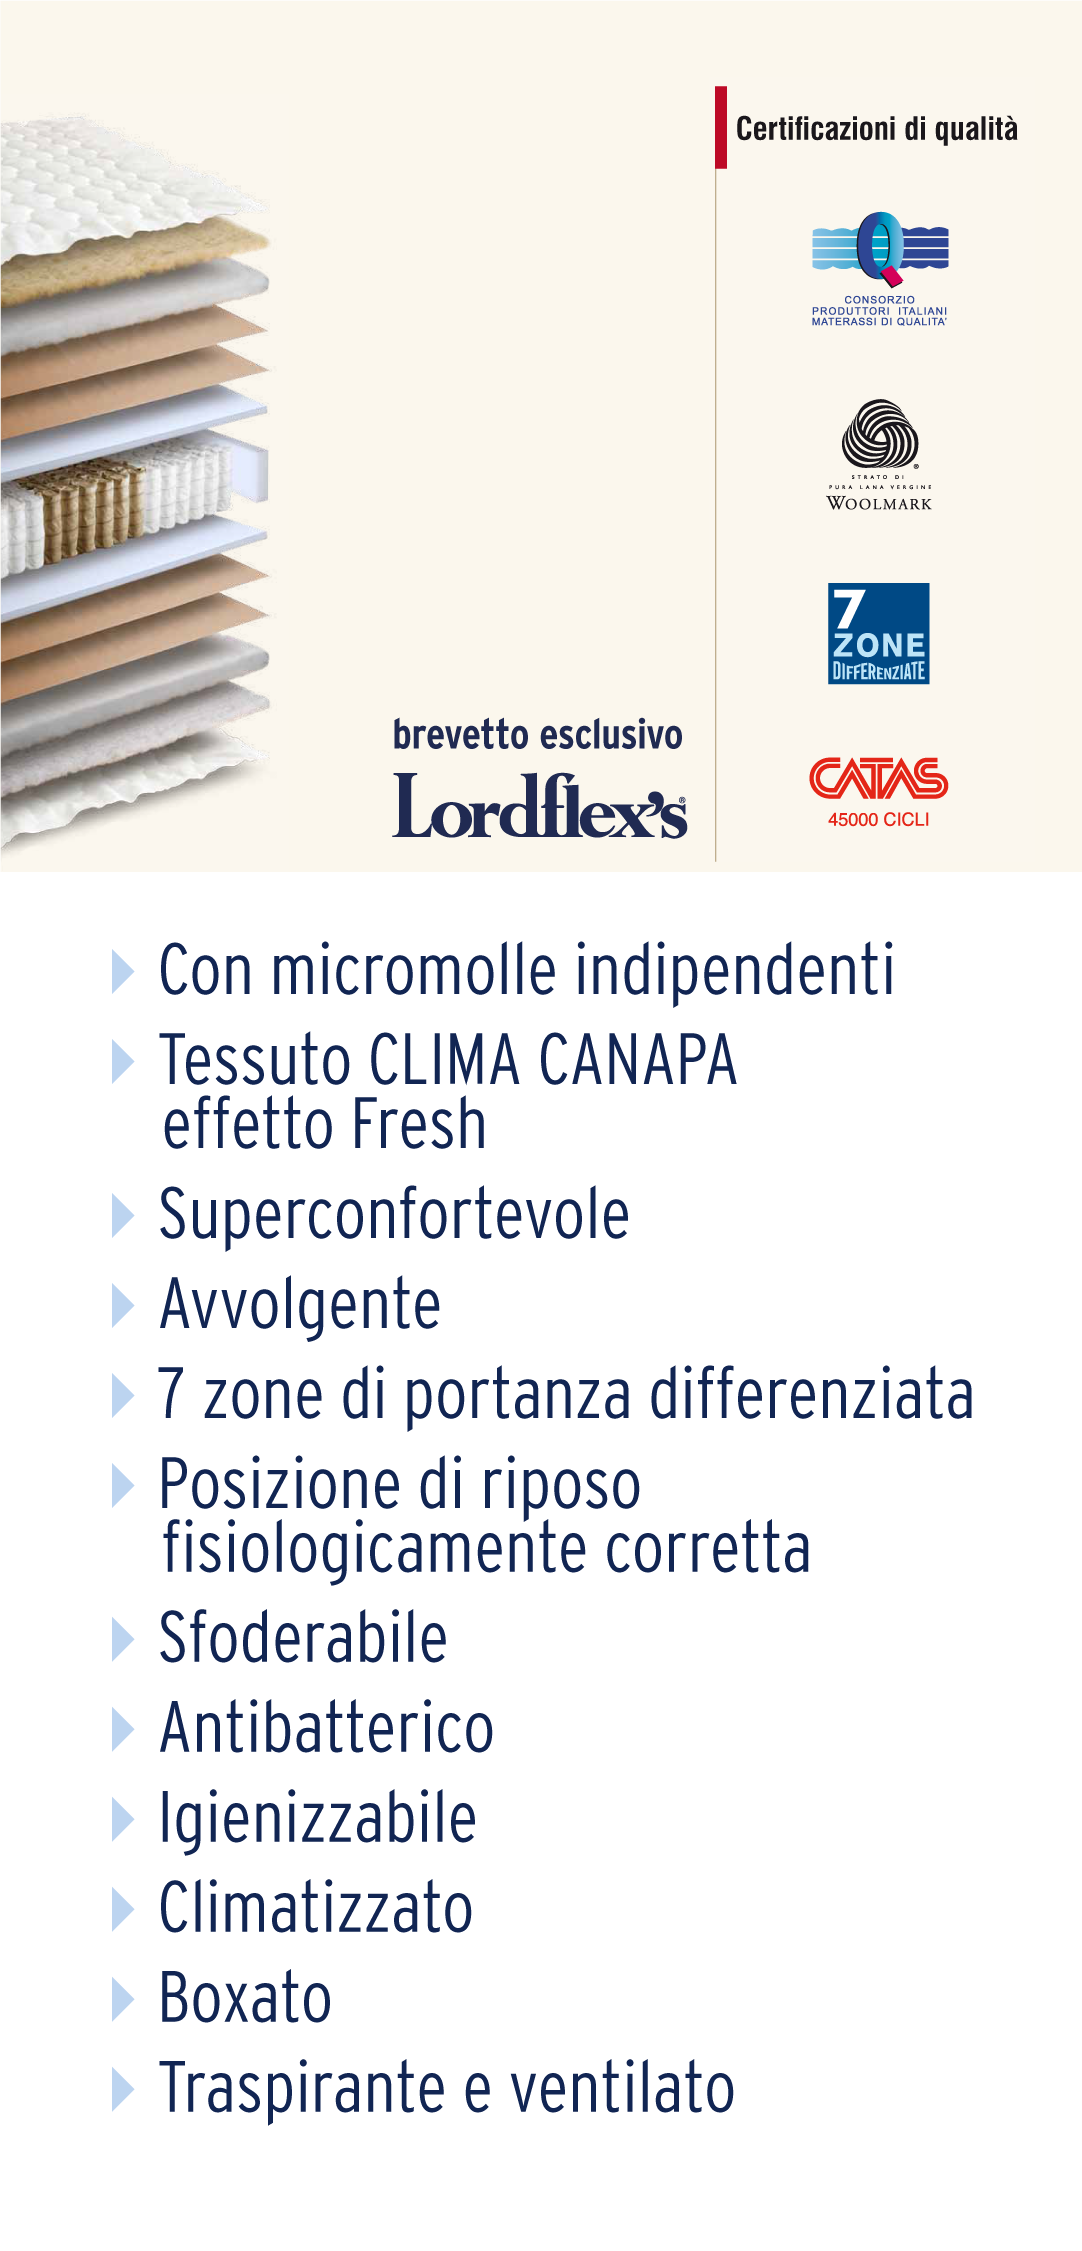 Certificazioni di qualità
Q
CONSORZIO
PRODUTTORI ITALIANI
MATERASSI DI QUALITA'
STRATO DI
PURA LANA VERGINE
WOOLMARK
7
ZONE
DIFFERENZIATE
CATAS
45000 CICLI
brevetto esclusivo
Lordflex's®
Con micromolle indipendenti
Tessuto CLIMA CANAPA
effetto Fresh
Superconfortevole
Avvolgente
7 zone di portanza differenziata
Posizione di riposo
fisiologicamente corretta
Sfoderabile
Antibatterico
Igienizzabile
Climatizzato
Boxato
Traspirante e ventilato